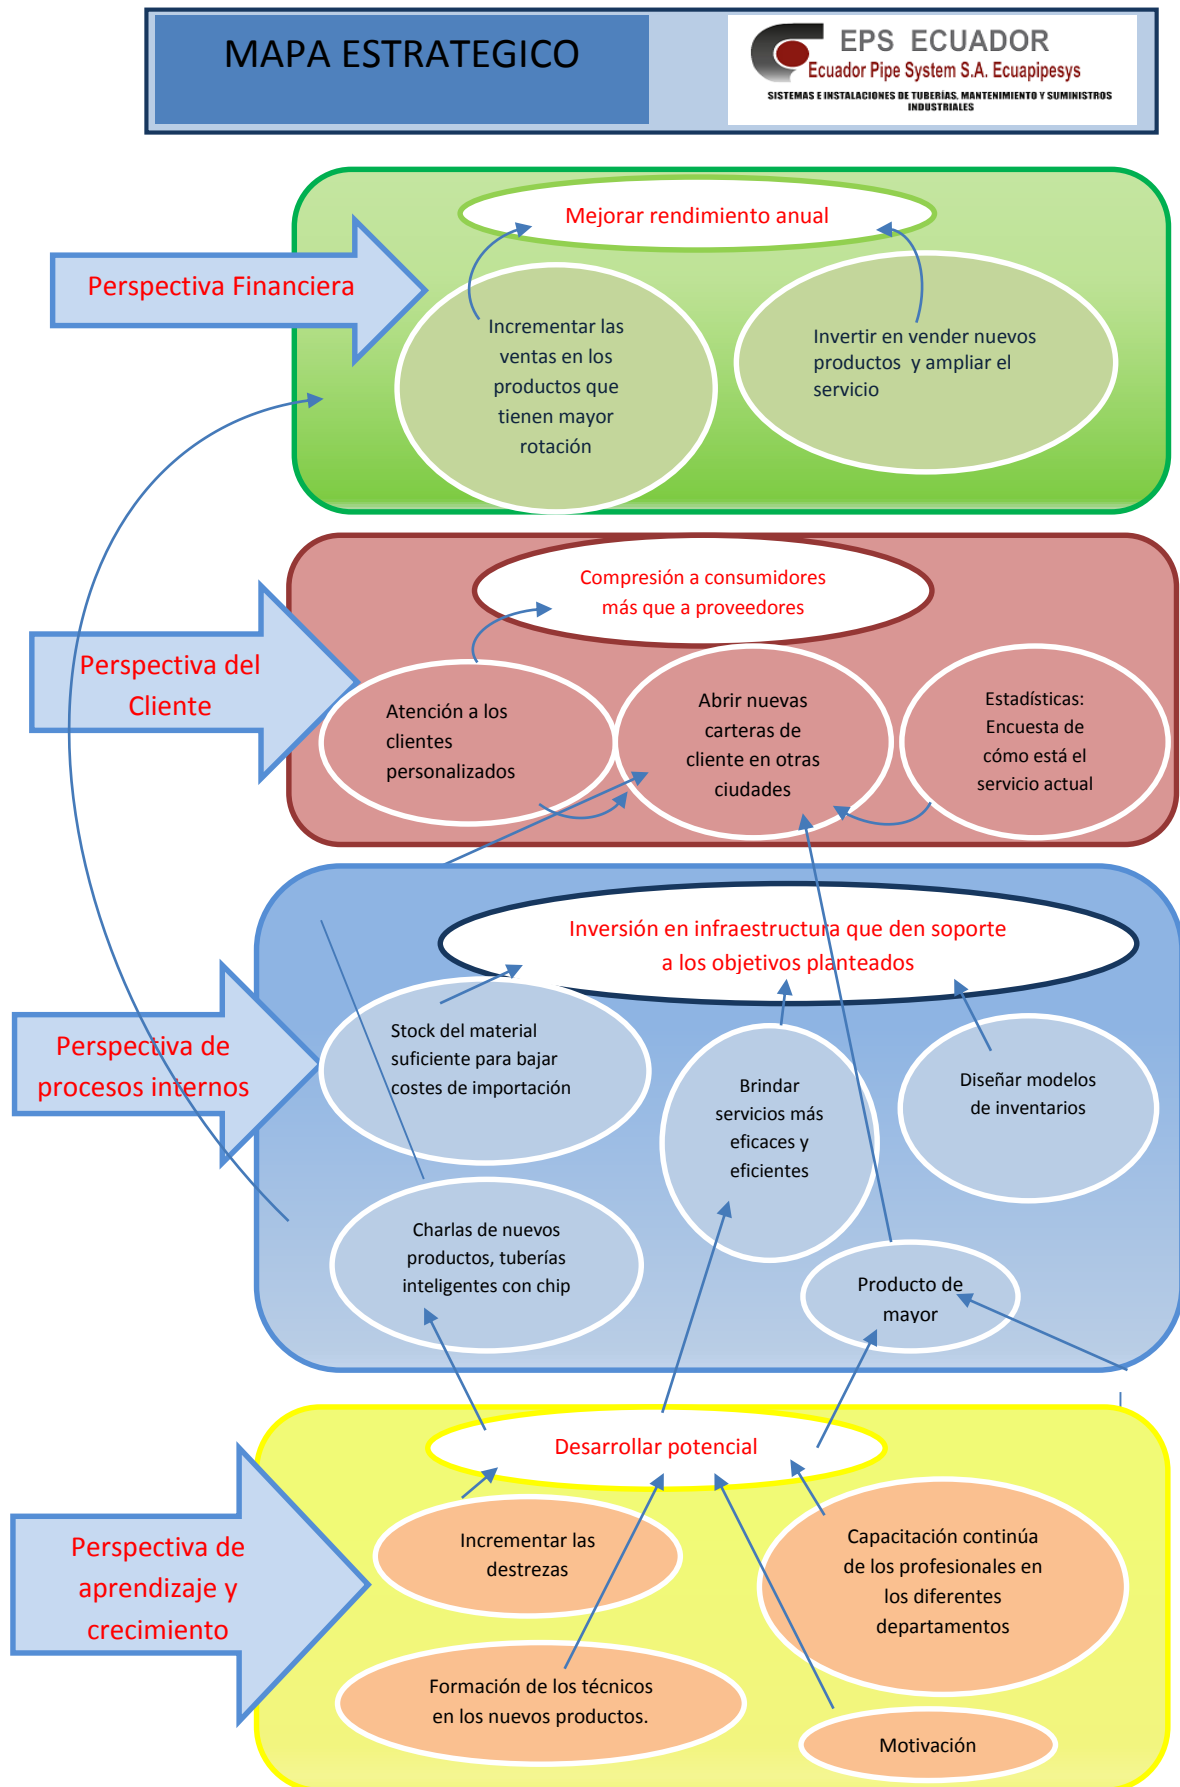 MAPA ESTRATEGICO
EPS ECUADOR
Ecuador Pipe System S.A. Ecuapipesys
SISTEMAS E INSTALACIONES DE TUBERÍAS, MANTENIMIENTO Y SUMINISTROS
INDUSTRIALES
Perspectiva Financiera
Mejorar rendimiento anual
Incrementar las
ventas en los
productos que
tienen mayor
rotación
Invertir en vender nuevos
productos y ampliar el
servicio
Perspectiva del
Cliente
Compresión a consumidores
más que a proveedores
Atención a los
clientes
personalizados
Abrir nuevas
carteras de
cliente en otras
ciudades
Estadísticas:
Encuesta de
cómo está el
servicio actual
Perspectiva de
procesos internos
Inversión en infraestructura que den soporte
a los objetivos planteados
Stock del material
suficiente para bajar
costes de importación
Brindar
servicios más
eficaces y
eficientes
Diseñar modelos
de inventarios
Charlas de nuevos
productos, tuberías
inteligentes con chip
Producto de
mayor
Perspectiva de
aprendizaje y
crecimiento
Desarrollar potencial
Incrementar las
destrezas
Capacitación continúa
de los profesionales en
los diferentes
departamentos
Formación de los técnicos
en los nuevos productos.
Motivación